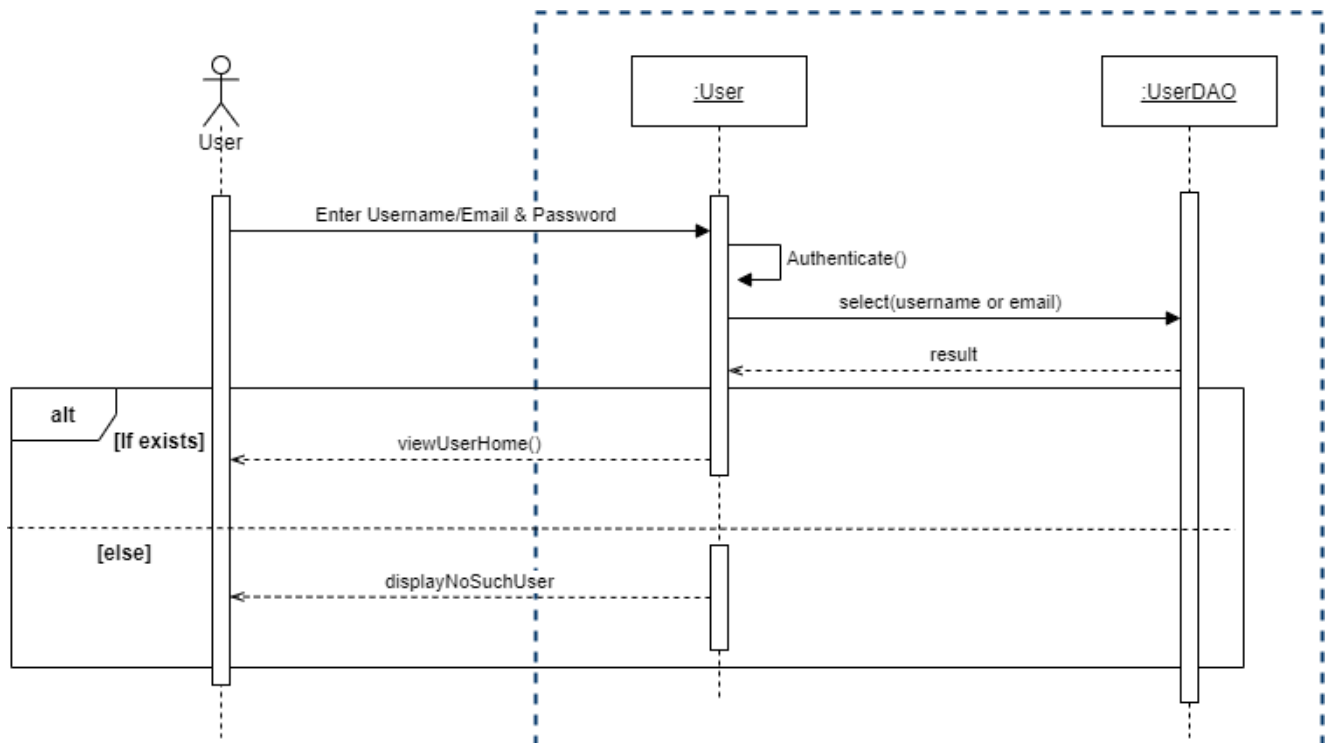 :User
:UserDAO
User
Enter Username/Email & Password
Authenticate()
select(username or email)
result
alt
[If exists]
viewUserHome()
[else]
displayNoSuchUser